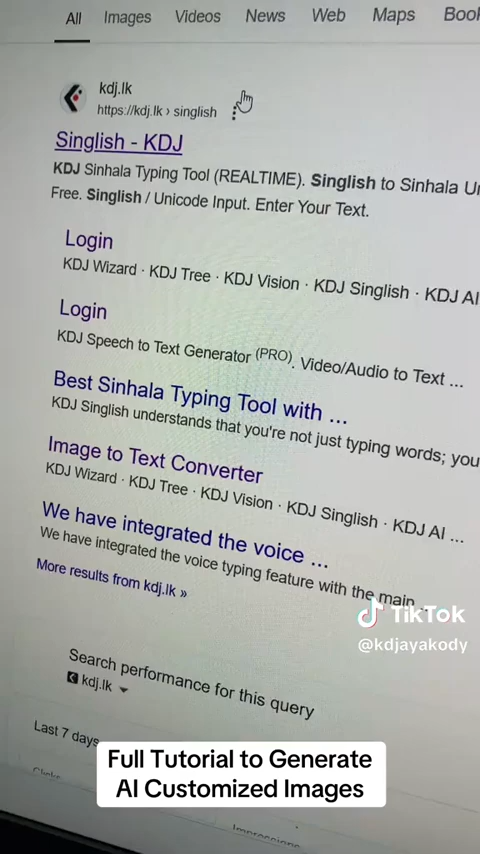 All Images Videos News Web Maps
kdj.lk
https://kdj.lk › singlish
Singlish - KDJ
KDJ Sinhala Typing Tool (REALTIME). Singlish to Sinhala
Free. Singlish / Unicode Input. Enter Your Text.
Login
KDJ Wizard · KDJ Tree · KDJ Vision · KDJ Singlish · KDJ AI
Login
KDJ Speech to Text Generator (PRO). Video/Audio to Text ...
Best Sinhala Typing Tool with ...
KDJ Singlish understands that you're not just typing words; you
Image to Text Converter
KDJ Wizard · KDJ Tree · KDJ Vision · KDJ Singlish · KDJ AI ...
We have integrated the voice ...
We have integrated the voice typing feature with the main ...
More results from kdj.lk »
TikTok
@kdjayakody
Search performance for this query
kdj.lk
Last 7 days
Full Tutorial to Generate
AI Customized Images
Impressions